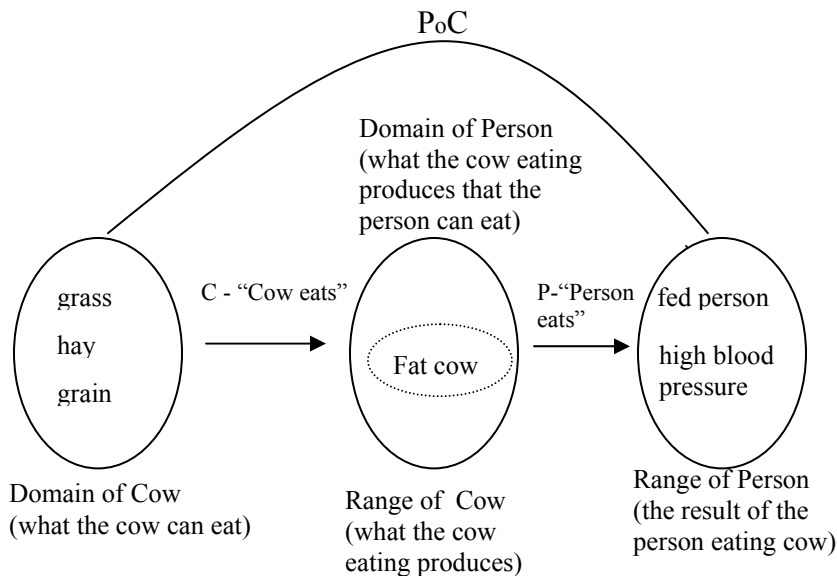 PoC
Domain of Person
(what the cow eating
produces that the
person can eat)
grass
hay
grain
C - “Cow eats”
Fat cow
P-“Person
eats”
fed person
high blood
pressure
Domain of Cow
(what the cow can eat)
Range of Cow
(what the cow
eating produces)
Range of Person
(the result of the
person eating cow)